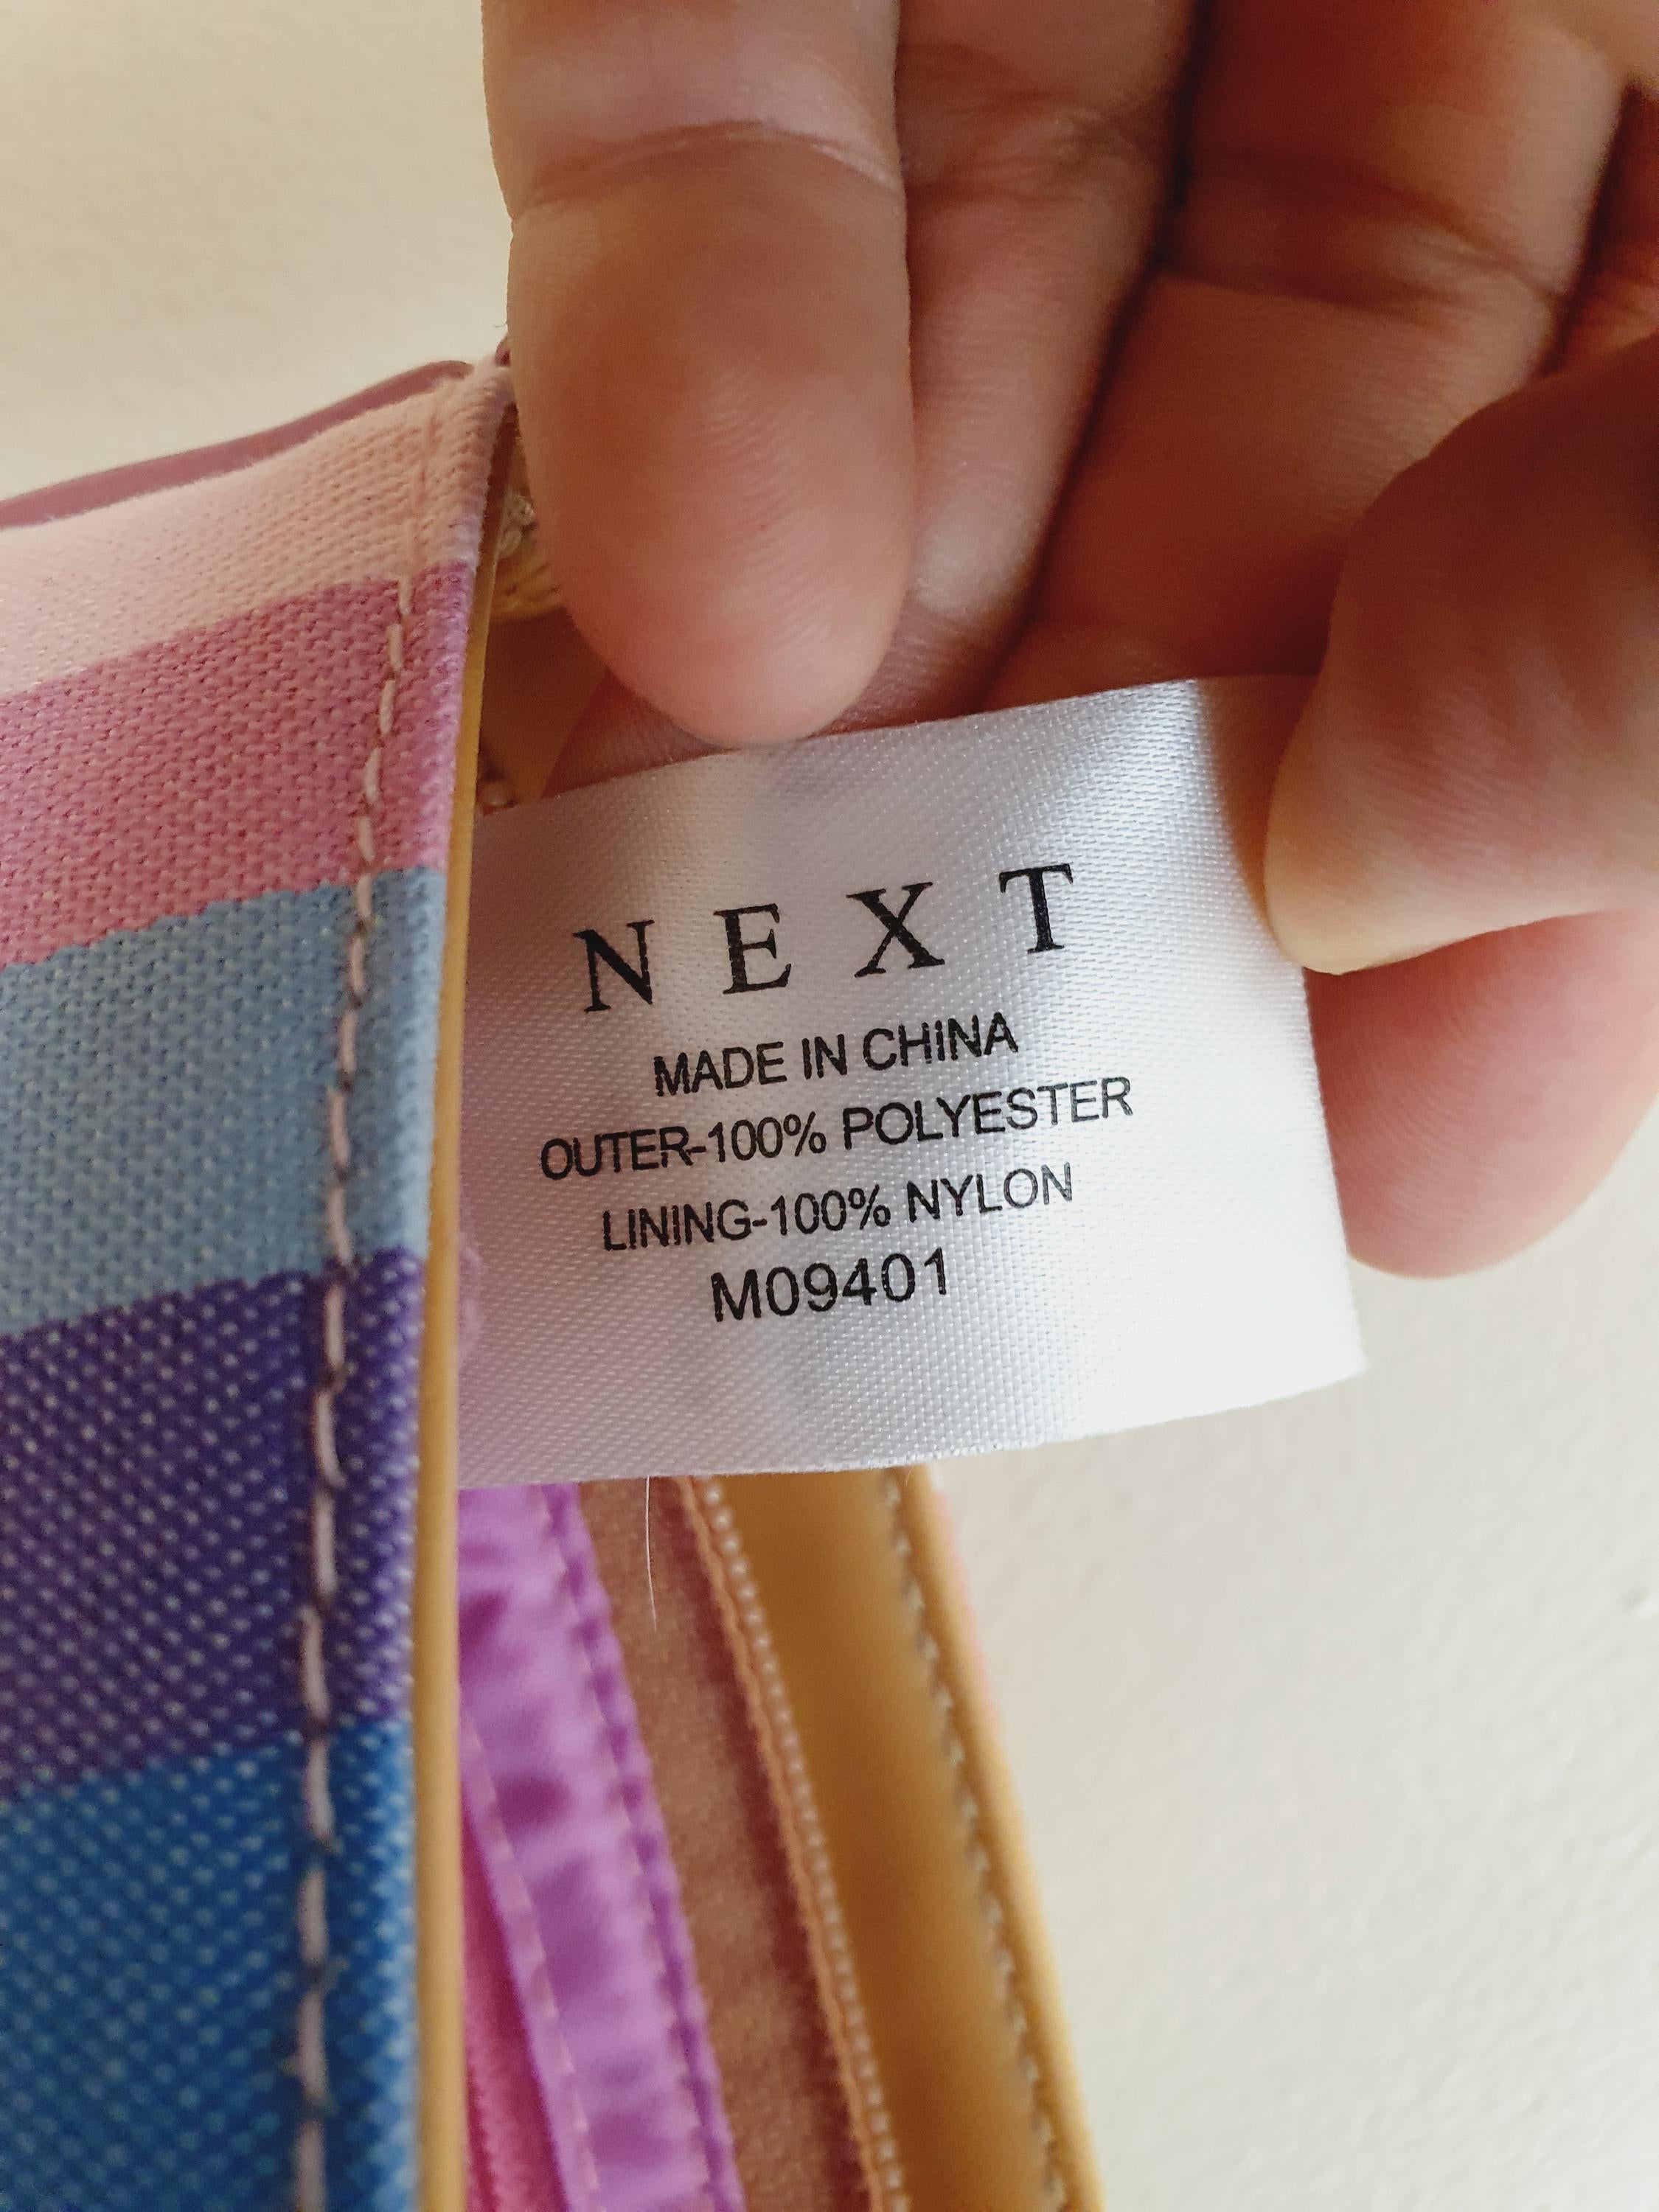 NEXT
MADE IN CHINA
OUTER-100% POLYESTER
LINING-100% NYLON
M09401